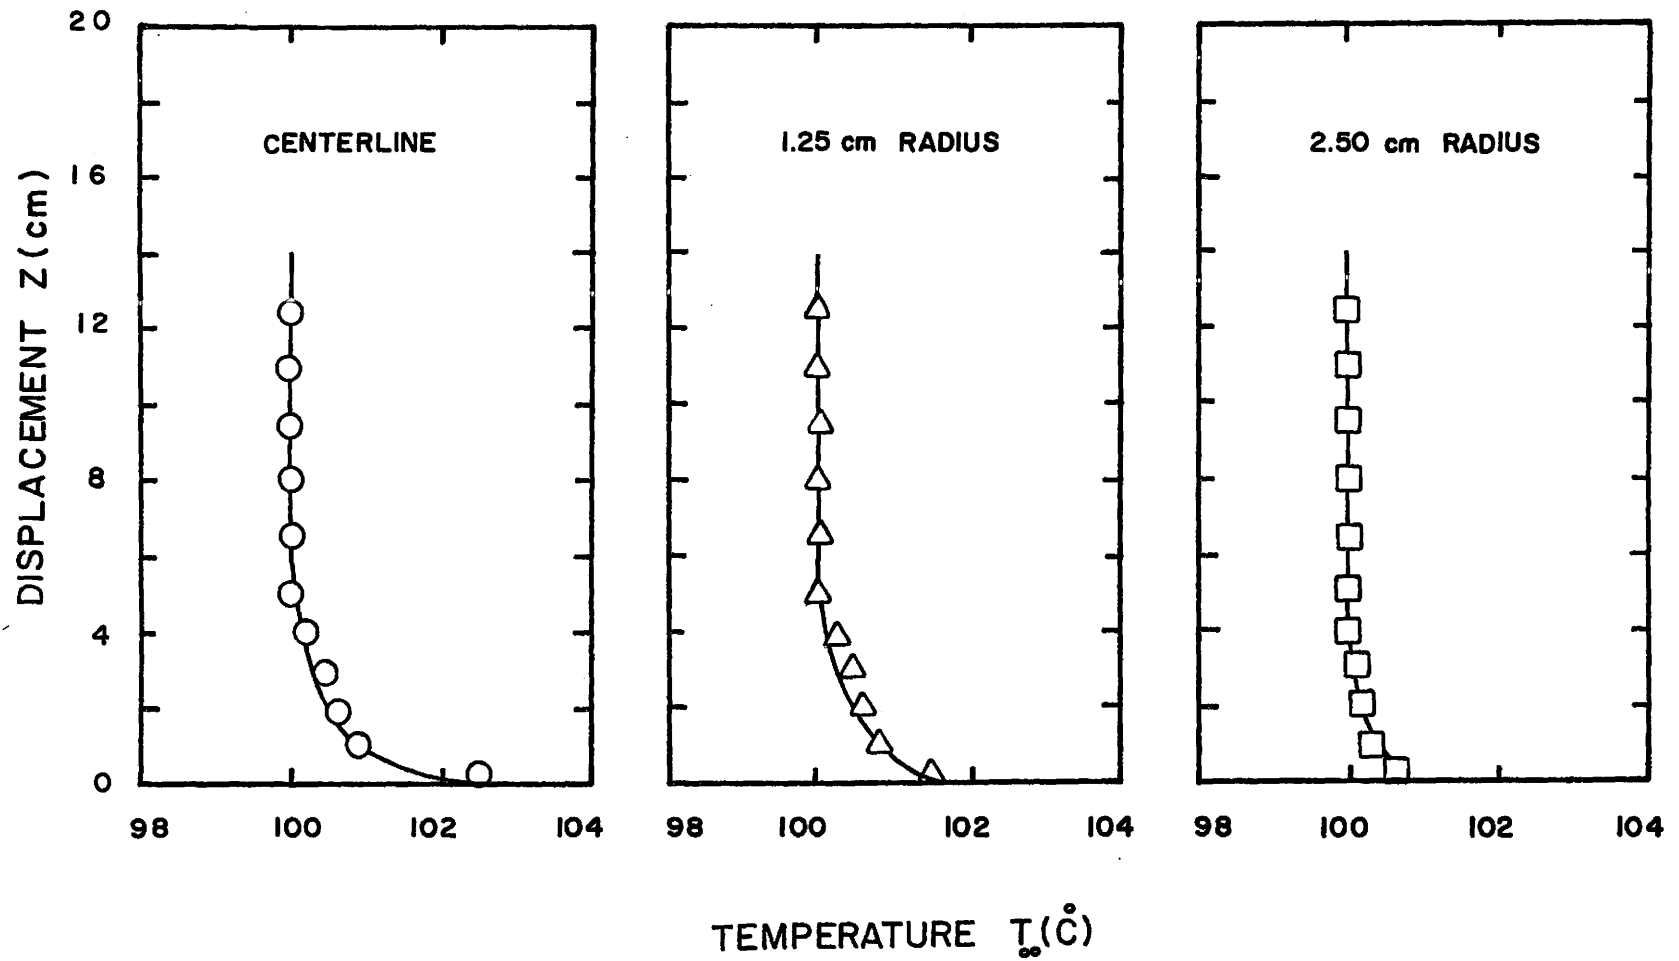 20
CENTERLINE
1.25 cm RADIUS
2.50 cm RADIUS
16
12
8
4
0
DISPLACEMENT Z (cm)
98 100 102 104
98 100 102 104
98 100 102 104
TEMPERATURE T∞(°C)